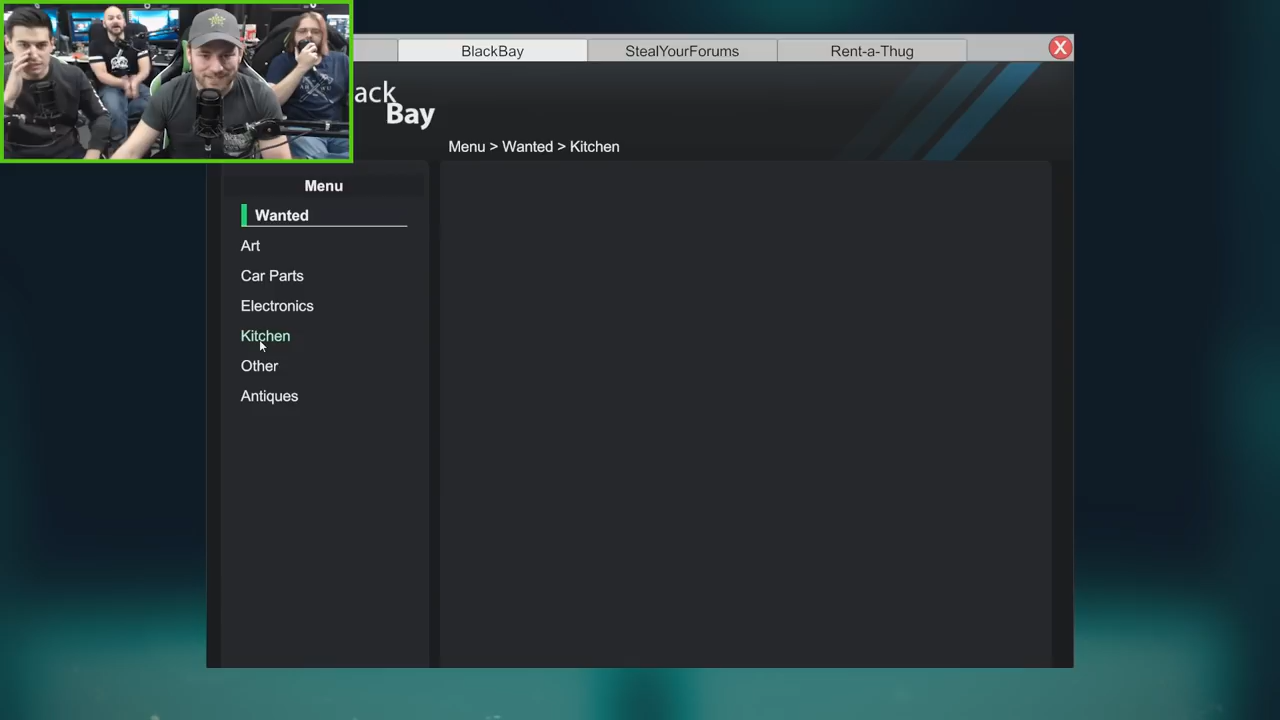 BlackBay
StealYourForums
Rent-a-Thug
X
ack
Bay
Menu > Wanted > Kitchen
Menu
Wanted
Art
Car Parts
Electronics
Kitchen
Other
Antiques